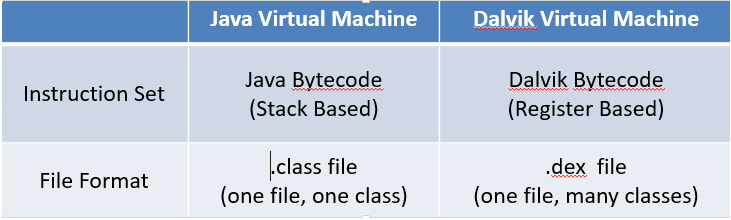 Java Virtual Machine
Dalvik Virtual Machine
Instruction Set
Java Bytecode
(Stack Based)
Dalvik Bytecode
(Register Based)
File Format
.class file
(one file, one class)
.dex file
(one file, many classes)